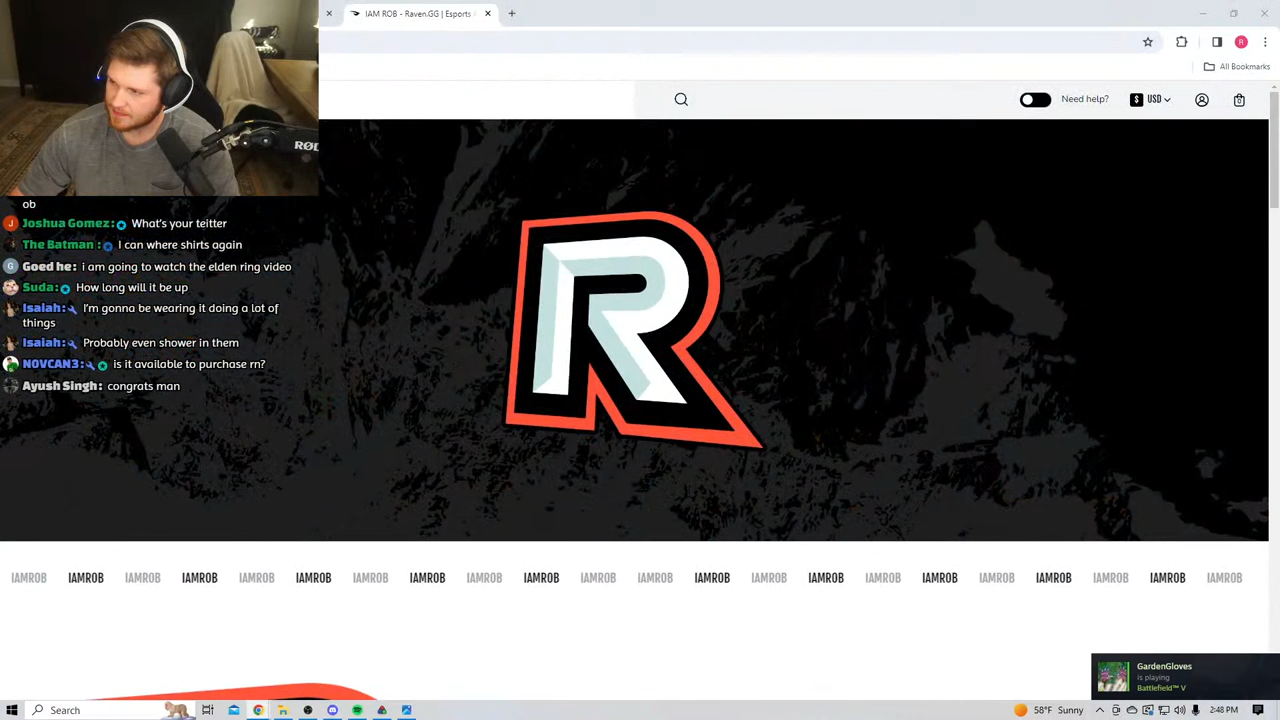 IAM ROB - Raven.GG | Esports
R
All Bookmarks
Need help?
$ USD
0
RØD
ob
J Joshua Gomez: What's your teitter
The Batman : I can where shirts again
G Goed he: i am going to watch the elden ring video
Suda: How long will it be up
Isaiah: I'm gonna be wearing it doing a lot of
things
Isaiah: Probably even shower in them
N0VCAN3: is it available to purchase rn?
Ayush Singh: congrats man
R
IAMROB IAMROB IAMROB IAMROB IAMROB IAMROB IAMROB IAMROB IAMROB IAMROB IAMROB IAMROB IAMROB IAMROB IAMROB IAMROB IAMROB IAMROB IAMROB IAMROB IAMROB IAMROB
GardenGloves
is playing
Battlefield™ V
Search
58°F Sunny
2:48 PM